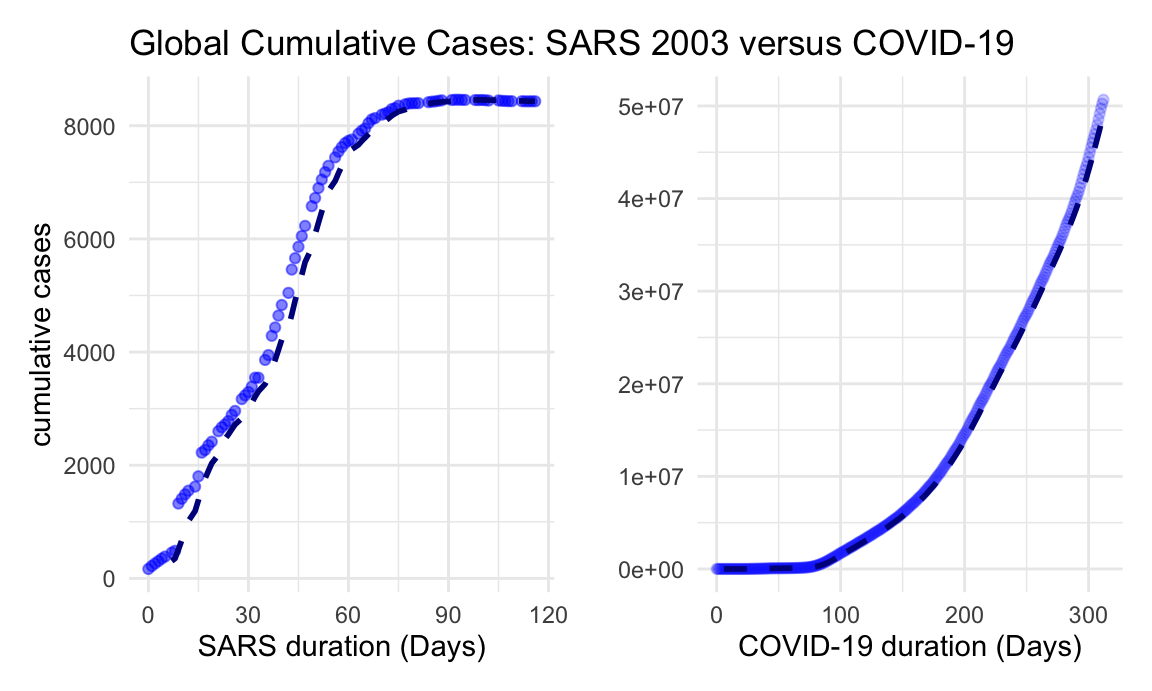 Global Cumulative Cases: SARS 2003 versus COVID-19
cumulative cases
8000
6000
4000
2000
0
0 30 60 90 120
SARS duration (Days)
5e+07
4e+07
3e+07
2e+07
1e+07
0e+00
0 100 200 300
COVID-19 duration (Days)